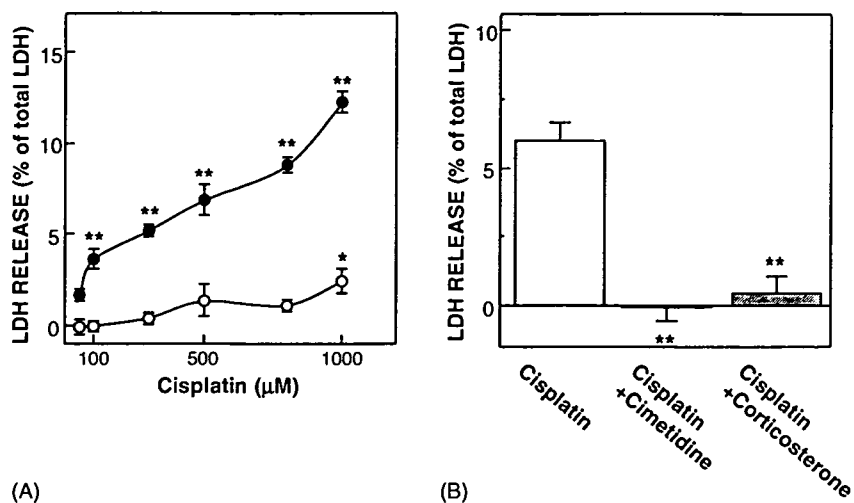 LDH RELEASE (% of total LDH)
15
10
5
0
**
**
**
**
**
*
100
500
1000
Cisplatin (μM)
(A)
LDH RELEASE (% of total LDH)
10
5
0
**
**
Cisplatin
Cisplatin
+Cimetidine
Cisplatin
+Corticosterone
(B)